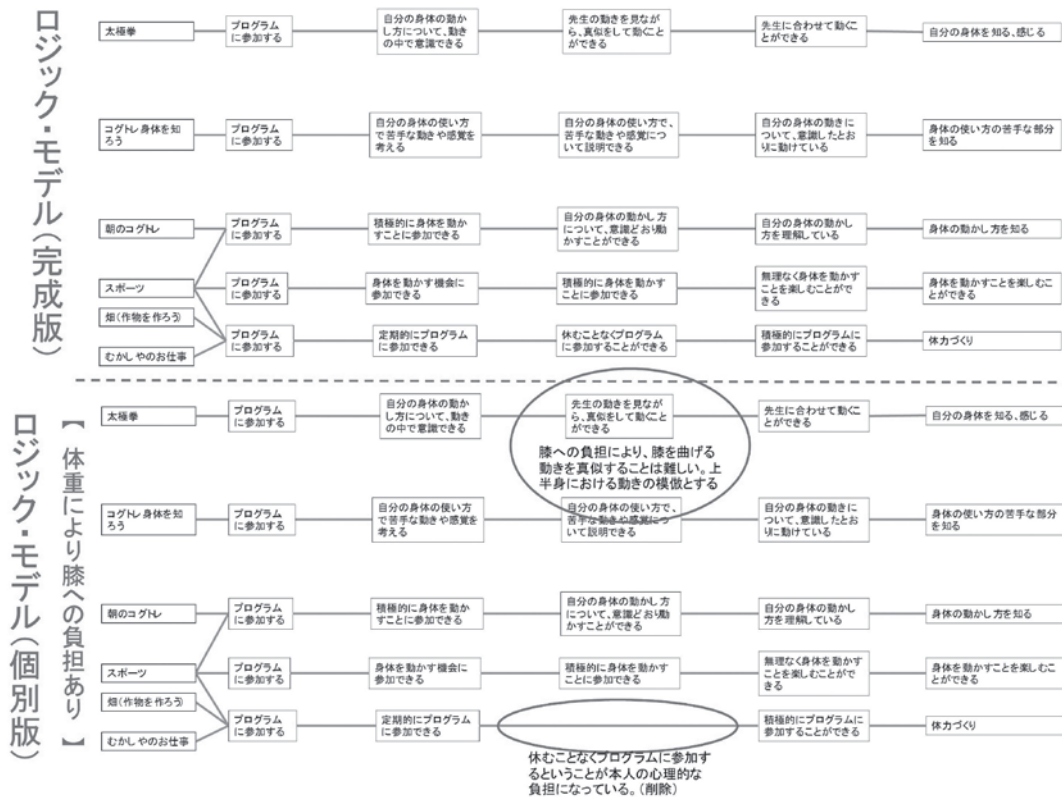 ロジック・モデル(完成版)
太極拳
プログラム
に参加する
自分の身体の動か
し方について、動き
の中で意識できる
先生の動きを見なが
ら、真似をして動くこと
ができる
先生に合わせて動くこ
とができる
自分の身体を知る、感じる
コグトレ 身体を知
ろう
プログラム
に参加する
自分の身体の使い方
で苦手な動きや感覚を
考える
自分の身体の使い方で、
苦手な動きや感覚につ
いて説明できる
自分の身体の動きに
ついて、意識したとお
りに動けている
身体の使い方の苦手な部分
を知る
朝のコグトレ
プログラム
に参加する
積極的に身体を動か
すことに参加できる
自分の身体の動かし方
について、意識どおり動
かすことができる
自分の身体の動かし
方を理解している
身体の動かし方を知る
スポーツ
プログラム
に参加する
身体を動かす機会に
参加できる
積極的に身体を動かす
ことに参加できる
無理なく身体を動かす
ことを楽しむことができ
る
身体を動かすことを楽しむこ
とができる
畑(作物を作ろう)
むかしやのお仕事
プログラム
に参加する
定期的にプログラム
に参加できる
休むことなくプログラム
に参加することができる
積極的にプログラムに
参加することができる
体力づくり
ロジック・モデル(個別版)
【 体重により膝への負担あり 】
太極拳
プログラム
に参加する
自分の身体の動か
し方について、動き
の中で意識できる
先生の動きを見なが
ら、真似をして動くこと
ができる
先生に合わせて動くこ
とができる
自分の身体を知る、感じる
膝への負担により、膝を曲げる
動きを真似することは難しい。上
半身における動きの模倣とする
コグトレ 身体を知
ろう
プログラム
に参加する
自分の身体の使い方
で苦手な動きや感覚を
考える
自分の身体の使い方で、
苦手な動きや感覚につ
いて説明できる
自分の身体の動きに
ついて、意識したとお
りに動けている
身体の使い方の苦手な部分
を知る
朝のコグトレ
プログラム
に参加する
積極的に身体を動か
すことに参加できる
自分の身体の動かし方
について、意識どおり動
かすことができる
自分の身体の動かし
方を理解している
身体の動かし方を知る
スポーツ
プログラム
に参加する
身体を動かす機会に
参加できる
積極的に身体を動かす
ことに参加できる
無理なく身体を動かす
ことを楽しむことができ
る
身体を動かすことを楽しむこ
とができる
畑(作物を作ろう)
むかしやのお仕事
プログラム
に参加する
定期的にプログラム
に参加できる
積極的にプログラムに
参加することができる
体力づくり
休むことなくプログラムに参加す
るということが本人の心理的な
負担になっている。(削除)